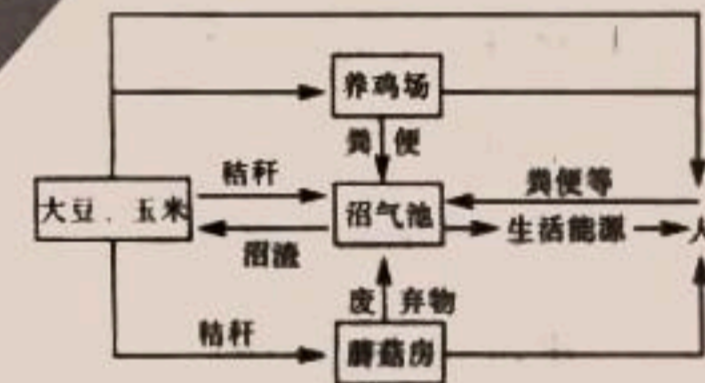 养鸡场
粪便
秸秆
粪便等
大豆、玉米
沼气池
生活能源
人
沼渣
废弃物
秸秆
蘑菇房